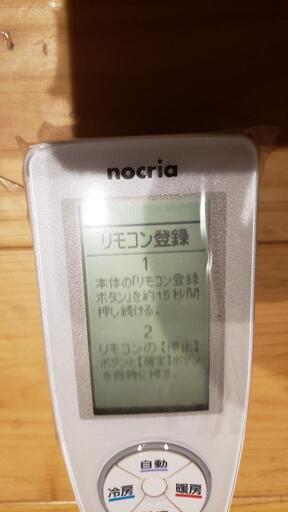 nocria
リモコン登録
1
本体の「リモコン登録
ボタン」を約15秒間
押し続ける。
2
リモコンの【停止】
ボタンと【確定】ボタン
を同時に押す。
自動
冷房
暖房